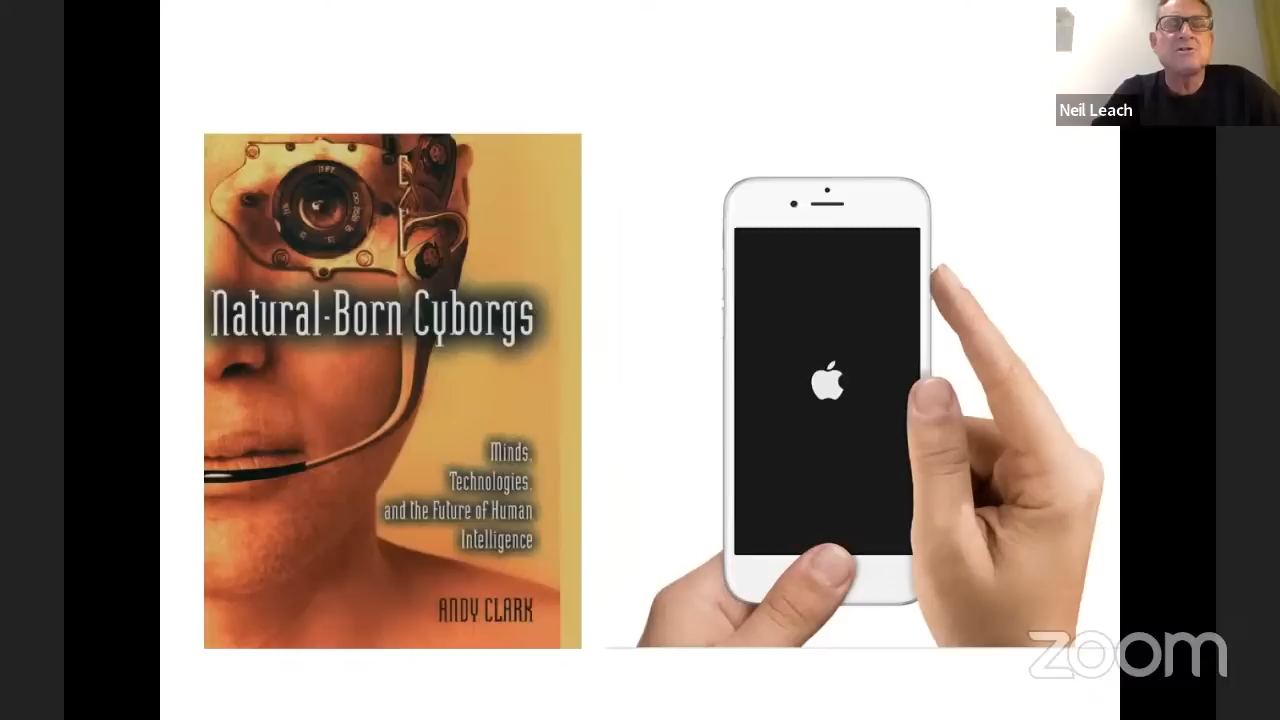 Neil Leach
Natural-Born Cyborgs
Minds,
Technologies,
and the Future of Human
Intelligence
ANDY CLARK
zoom